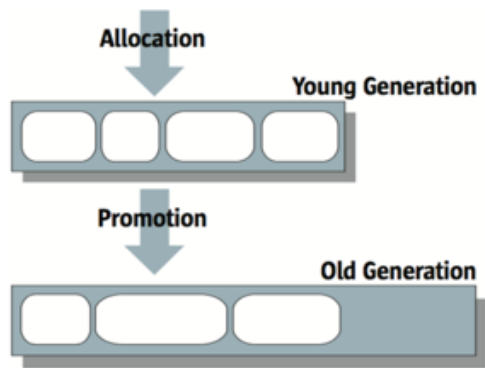 Allocation
Young Generation
Promotion
Old Generation